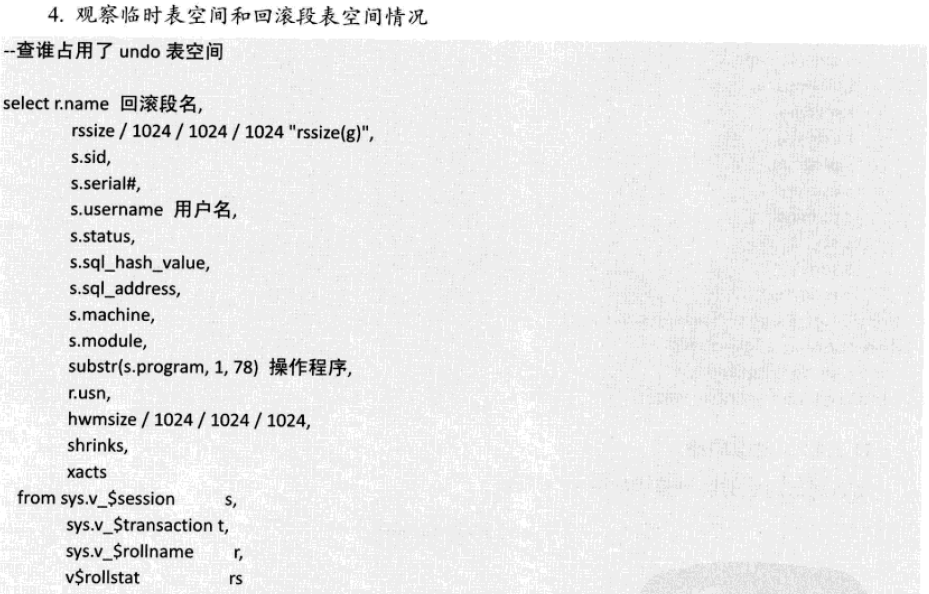 4. 观察临时表空间和回滚段表空间情况
--查谁占用了 undo 表空间
select r.name 回滚段名,
rssize / 1024 / 1024 / 1024 "rssize(g)",
s.sid,
s.serial#,
s.username 用户名,
s.status,
s.sql_hash_value,
s.sql_address,
s.machine,
s.module,
substr(s.program, 1, 78) 操作程序,
r.usn,
hwmsize / 1024 / 1024 / 1024,
shrinks,
xacts
from sys.v_$session s,
sys.v_$transaction t,
sys.v_$rollname r,
v$rollstat rs